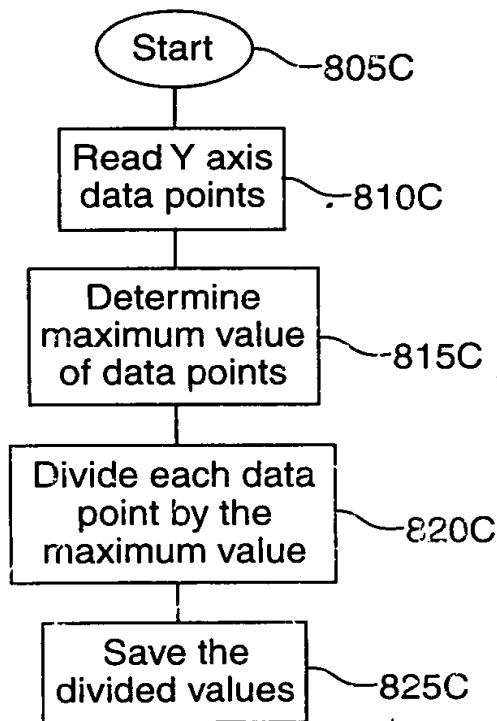 Start
805C
Read Y axis
data points
810C
Determine
maximum value
of data points
815C
Divide each data
point by the
maximum value
820C
Save the
divided values
825C